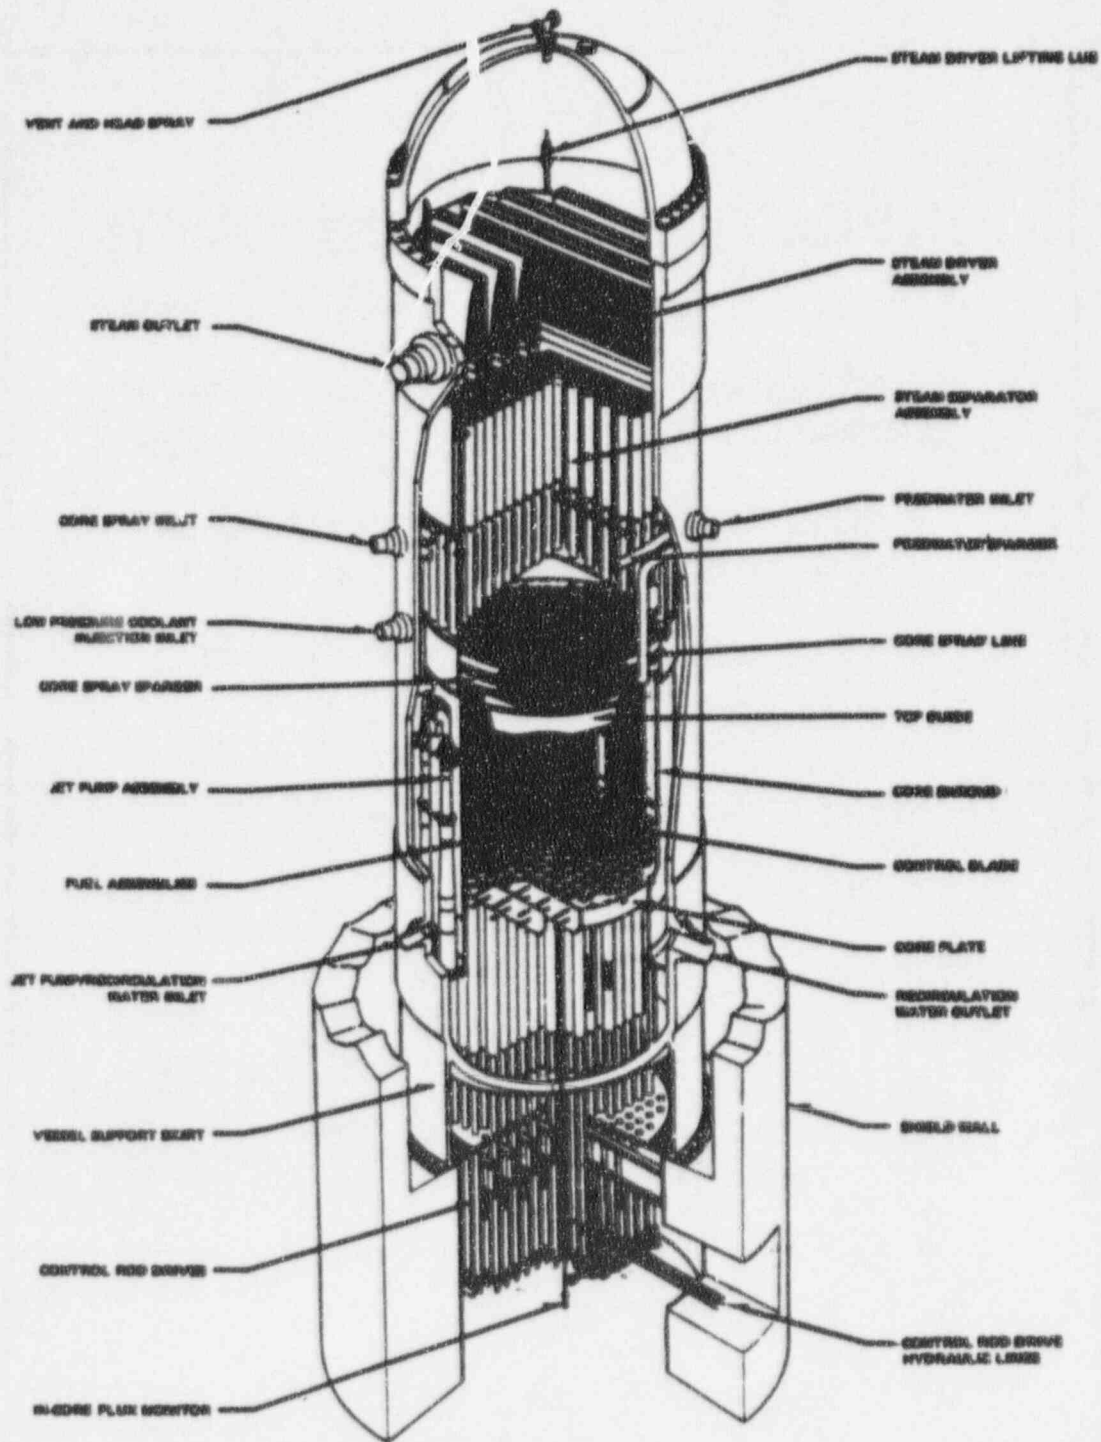 VENT AND HEAD SPRAY
STEAM DRYER LIFTING LUG
STEAM OUTLET
STEAM DRYER
ASSEMBLY
STEAM SEPARATOR
ASSEMBLY
CORE SPRAY INLET
FEEDWATER INLET
FEEDWATER SPARGER
LOW PRESSURE COOLANT
INJECTION INLET
CORE SPRAY LINE
CORE SPRAY SPARGER
TOP GUIDE
JET PUMP ASSEMBLY
CORE SHROUD
FUEL ASSEMBLIES
CONTROL BLADE
CORE PLATE
JET PUMP/RECIRCULATION
WATER INLET
RECIRCULATION
WATER OUTLET
VESSEL SUPPORT SKIRT
SHIELD WALL
CONTROL ROD DRIVES
CONTROL ROD DRIVE
HYDRAULIC LINES
IN-CORE FLUX MONITOR